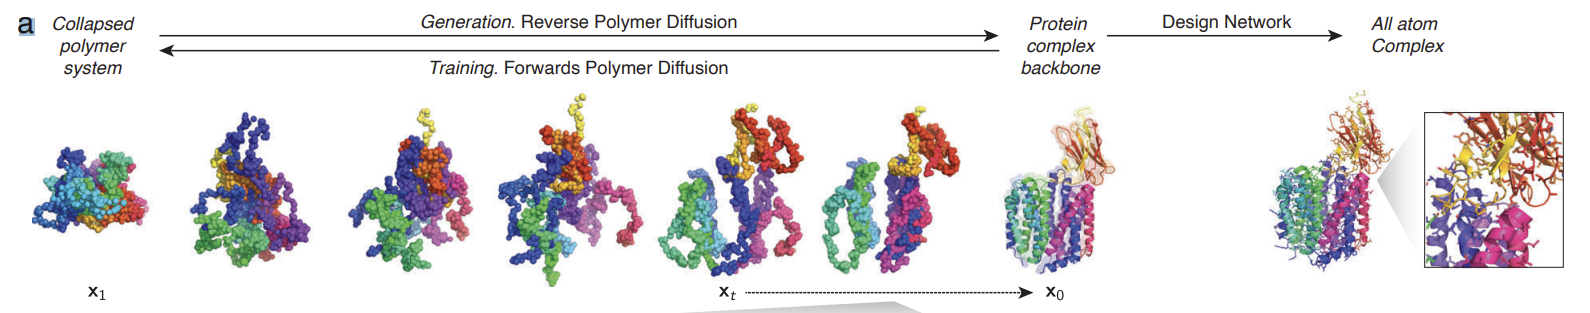 a
Collapsed
polymer
system
Generation. Reverse Polymer Diffusion
Training. Forwards Polymer Diffusion
Protein
complex
backbone
Design Network
All atom
Complex
x1
xt
x0